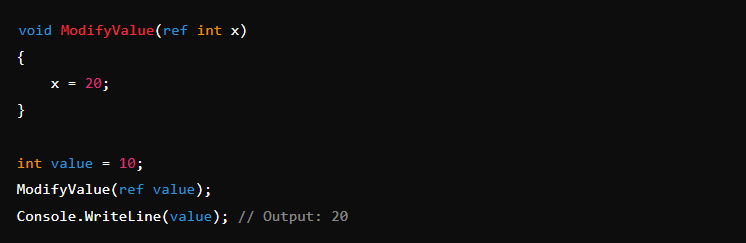 void ModifyValue(ref int x)
{
    x = 20;
}

int value = 10;
ModifyValue(ref value);
Console.WriteLine(value); // Output: 20